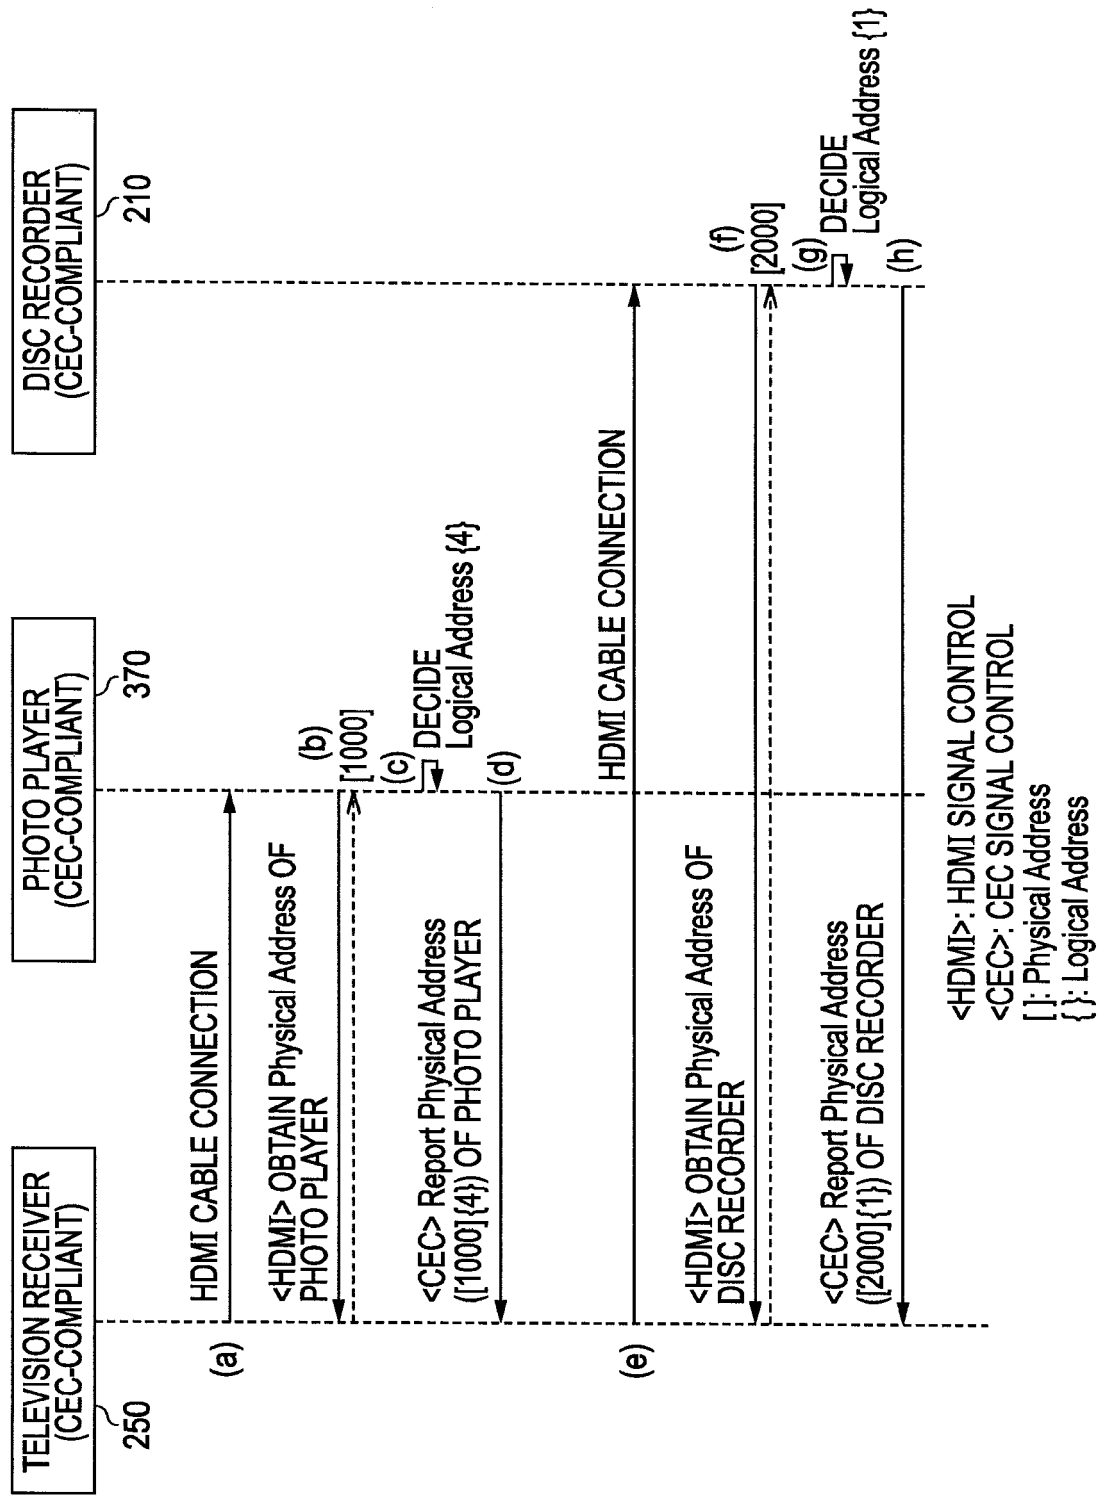 TELEVISION RECEIVER
(CEC-COMPLIANT)
250
PHOTO PLAYER
(CEC-COMPLIANT)
370
DISC RECORDER
(CEC-COMPLIANT)
210
(a)
HDMI CABLE CONNECTION
<HDMI> OBTAIN Physical Address OF
PHOTO PLAYER
(b)
[1000]
(c)
DECIDE
Logical Address {4}
<CEC> Report Physical Address
([1000]{4}) OF PHOTO PLAYER
(d)
(e)
HDMI CABLE CONNECTION
<HDMI> OBTAIN Physical Address OF
DISC RECORDER
(f)
[2000]
(g)
DECIDE
Logical Address {1}
<CEC> Report Physical Address
([2000]{1}) OF DISC RECORDER
(h)
<HDMI>: HDMI SIGNAL CONTROL
<CEC>: CEC SIGNAL CONTROL
[ ]: Physical Address
{ }: Logical Address